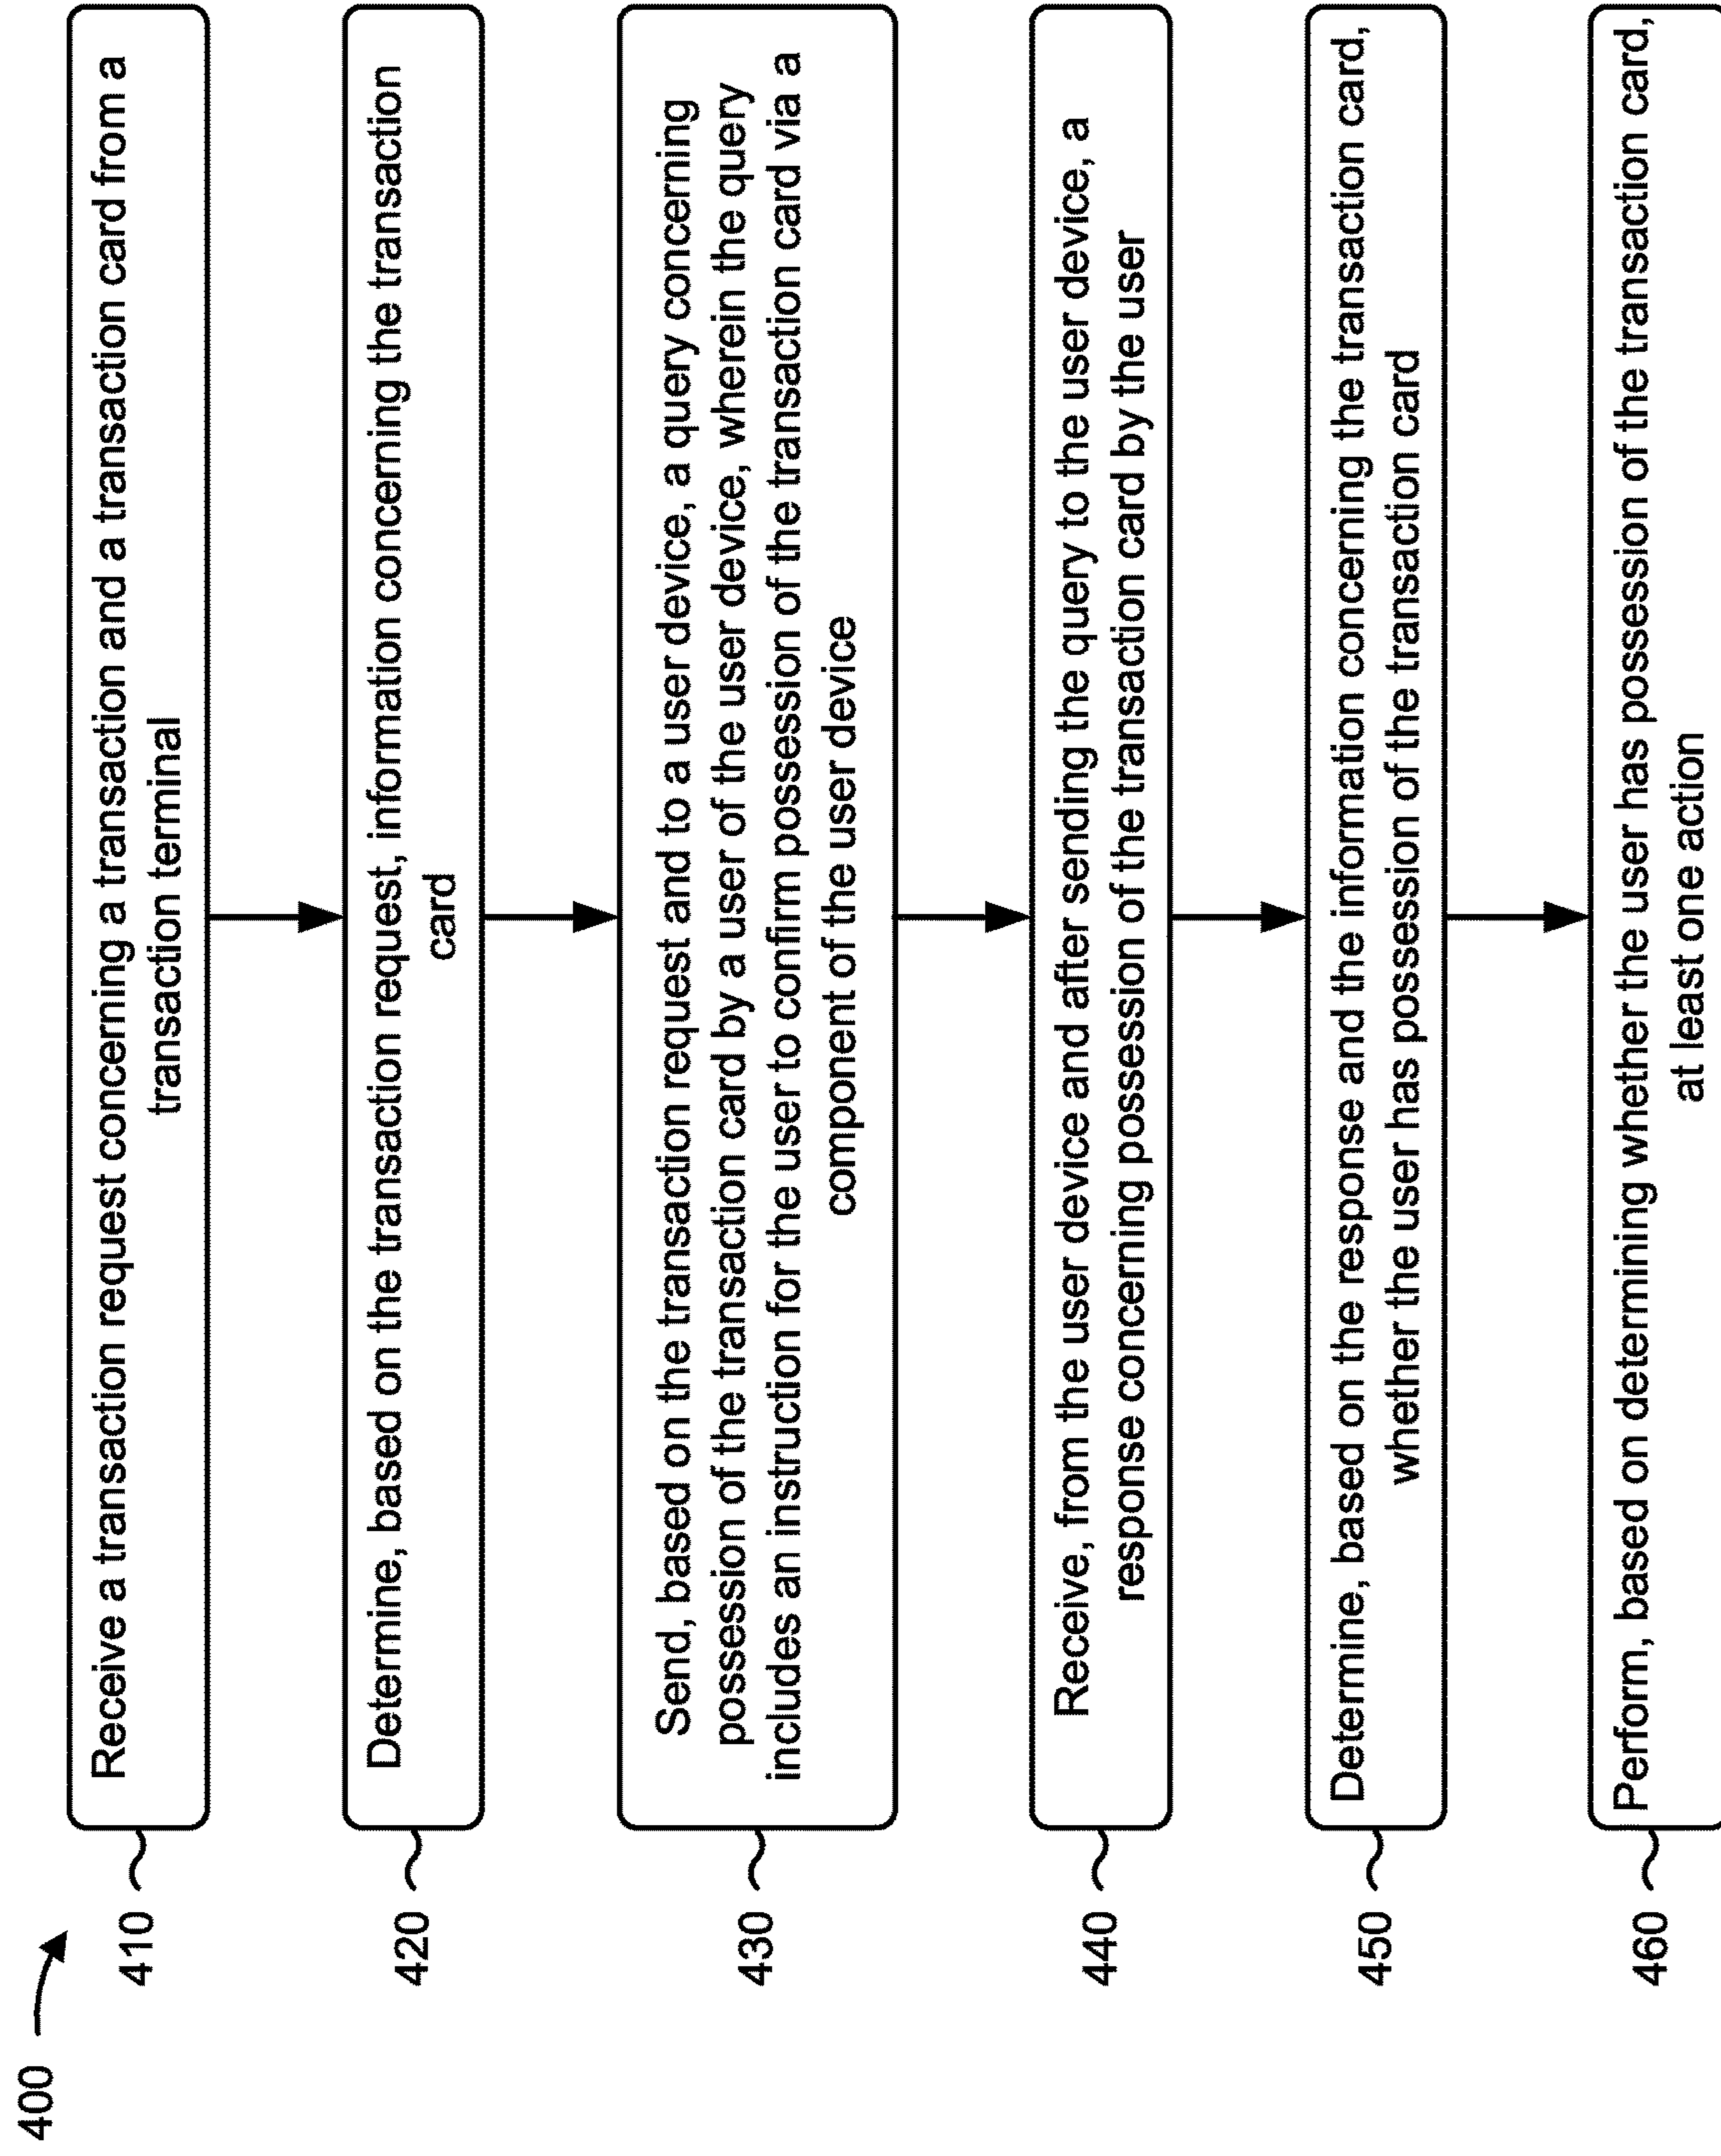 400
410
Receive a transaction request concerning a transaction and a transaction card from a
transaction terminal
420
Determine, based on the transaction request, information concerning the transaction
card
430
Send, based on the transaction request and to a user device, a query concerning
possession of the transaction card by a user of the user device, wherein the query
includes an instruction for the user to confirm possession of the transaction card via a
component of the user device
440
Receive, from the user device and after sending the query to the user device, a
response concerning possession of the transaction card by the user
450
Determine, based on the response and the information concerning the transaction card,
whether the user has possession of the transaction card
460
Perform, based on determining whether the user has possession of the transaction card,
at least one action